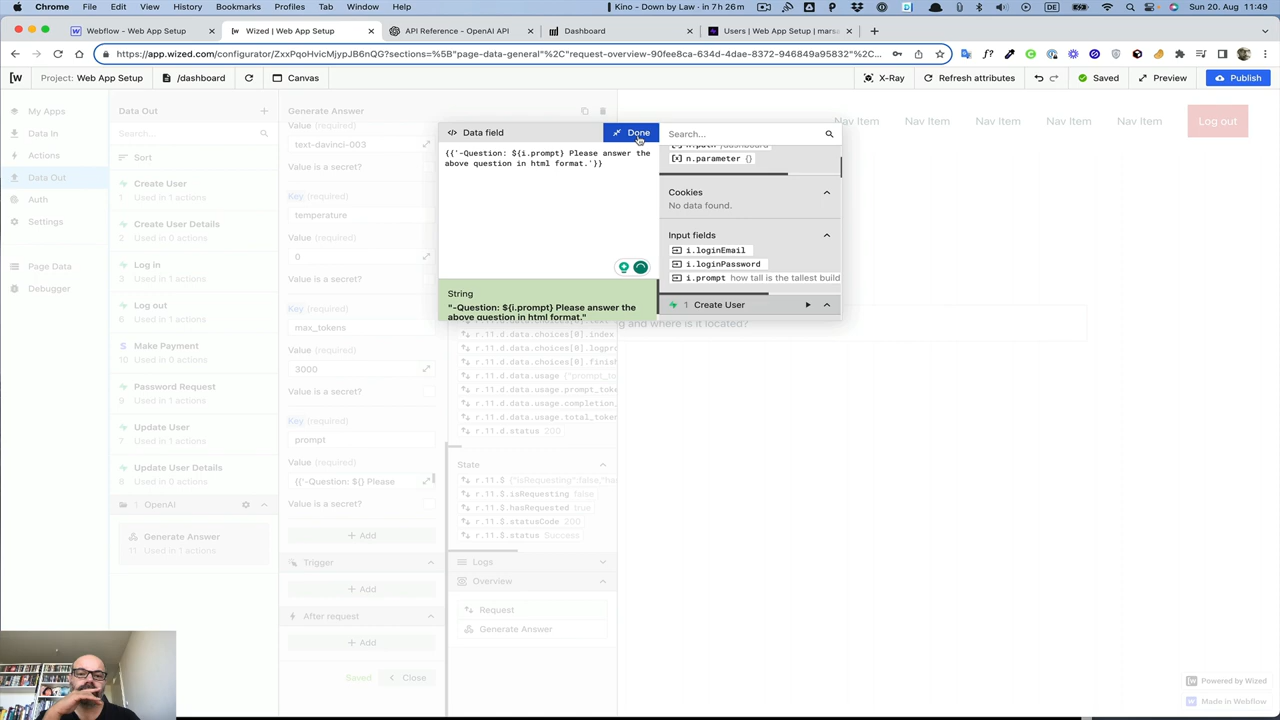 Chrome File Edit View History Bookmarks Profiles Tab Window Help
Kino - Down by Law • in 7 h 26 m
Sun 20. Aug 11:49
Webflow - Web App Setup
Wized | Web App Setup
API Reference - OpenAI API
Dashboard
Users | Web App Setup | marsa
https://app.wized.com/configurator/ZxxPqoHvicMjypJB6nQG?sections=%5B"page-data-general"%2C"request-overview-90fee8ca-634d-4dae-8372-946849a95832"%2C...
[w Project: Web App Setup
/dashboard
Canvas
X-Ray
Refresh attributes
Saved
Preview
Publish
My Apps
Data In
Actions
Data Out
Auth
Settings
Page Data
Debugger
Data Out
Search...
Sort
Create User
1 Used in 1 actions
Create User Details
2 Used in 0 actions
Log in
3 Used in 1 actions
Log out
6 Used in 1 actions
Make Payment
10 Used in 0 actions
Password Request
9 Used in 1 actions
Update User
7 Used in 1 actions
Update User Details
8 Used in 0 actions
1 OpenAI
Generate Answer
11 Used in 1 actions
Generate Answer
Value (required)
text-davinci-003
Value is a secret?
Key (required)
temperature
Value (required)
0
Value is a secret?
Key (required)
max_tokens
Value (required)
3000
Value is a secret?
Key (required)
prompt
Value (required)
{{'-Question: ${} Please
Value is a secret?
+ Add
Trigger
+ Add
After request
+ Add
Saved
Close
Data field
Done
{{'-Question: ${i.prompt} Please answer the
above question in html format.'}}
String
"-Question: ${i.prompt} Please answer the
above question in html format."
Search...
n.parameter {}
Cookies
No data found.
Input fields
i.loginEmail
i.loginPassword
i.prompt how tall is the tallest build
1 Create User
r.11.d.data.choices[0].index
r.11.d.data.choices[0].logpro
r.11.d.data.choices[0].finis
r.11.d.data.usage {"prompt_to
r.11.d.data.usage.prompt_toke
r.11.d.data.usage.completion_
r.11.d.data.usage.total_token
r.11.d.status 200
State
r.11.$ {"isRequesting":false,"ha
r.11.$.isRequesting false
r.11.$.hasRequested true
r.11.$.statusCode 200
r.11.$.status Success
Logs
Overview
Request
Generate Answer
Nav Item
Nav Item
Nav Item
Nav Item
Log out
g and where is it located?
Powered by Wized
Made in Webflow